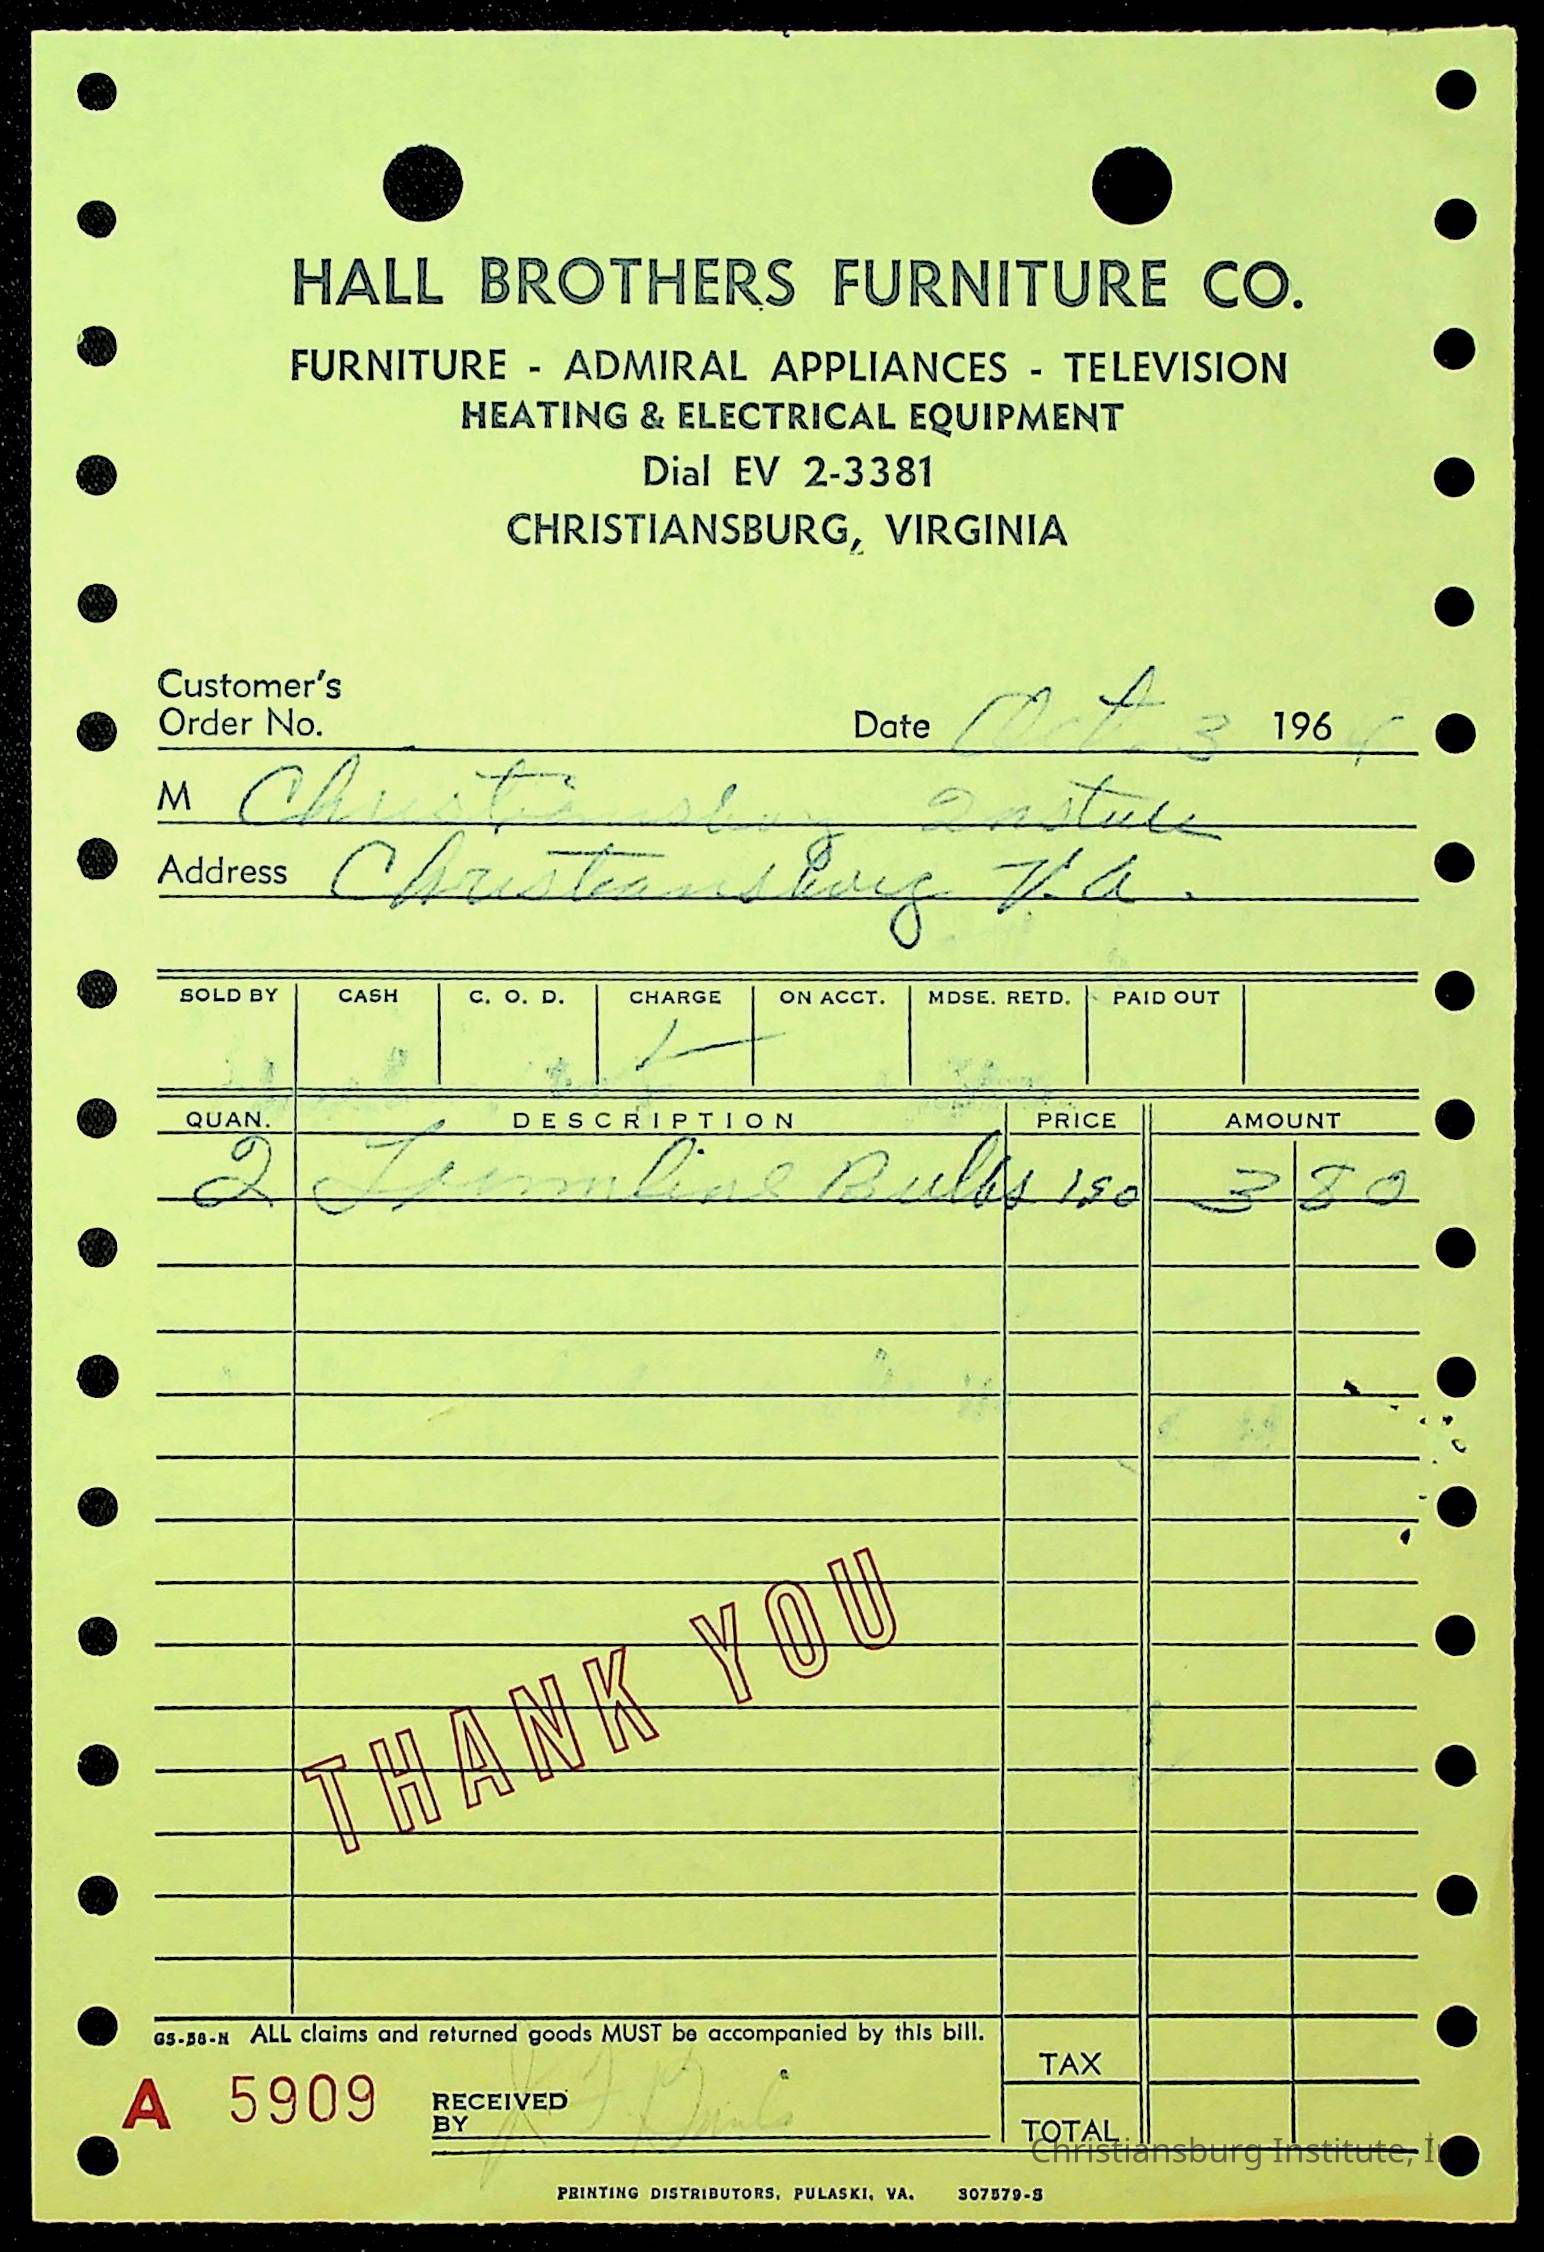 HALL BROTHERS FURNITURE CO.
FURNITURE - ADMIRAL APPLIANCES - TELEVISION
HEATING & ELECTRICAL EQUIPMENT
Dial EV 2-3381
CHRISTIANSBURG, VIRGINIA
Customer's
Order No.
Date Oct. 3 1964
M Christiansburg
Address Christiansburg Va.
SOLD BY CASH C. O. D. CHARGE ON ACCT. MDSE. RETD. PAID OUT
QUAN. DESCRIPTION PRICE AMOUNT
2 Bulbs 3 80
THANK YOU
GS-58-N ALL claims and returned goods MUST be accompanied by this bill.
TAX
A 5909 RECEIVED
BY
TOTAL
Christiansburg Institute,
PRINTING DISTRIBUTORS, PULASKI, VA. 307579-S